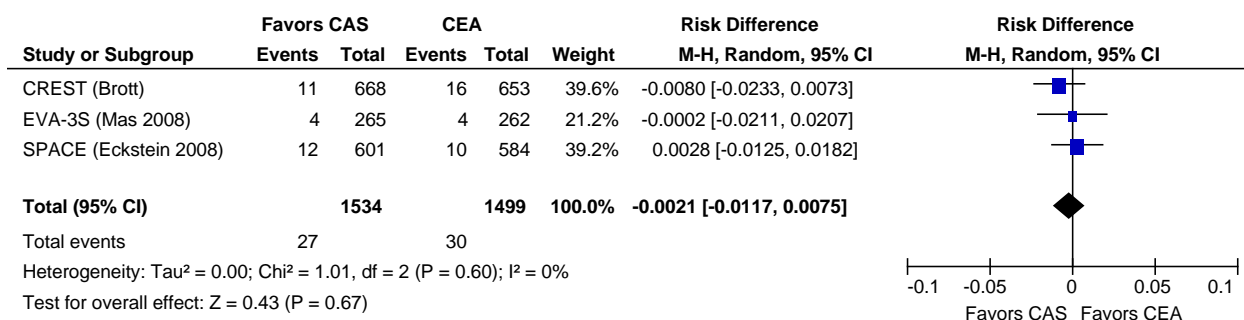 Favors CAS CEA Risk Difference Risk Difference
Study or Subgroup Events Total Events Total Weight M-H, Random, 95% CI M-H, Random, 95% CI
CREST (Brott) 11 668 16 653 39.6% -0.0080 [-0.0233, 0.0073]
EVA-3S (Mas 2008) 4 265 4 262 21.2% -0.0002 [-0.0211, 0.0207]
SPACE (Eckstein 2008) 12 601 10 584 39.2% 0.0028 [-0.0125, 0.0182]
Total (95% CI) 1534 1499 100.0% -0.0021 [-0.0117, 0.0075]
Total events 27 30
Heterogeneity: Tau² = 0.00; Chi² = 1.01, df = 2 (P = 0.60); I² = 0%
Test for overall effect: Z = 0.43 (P = 0.67)
-0.1 -0.05 0 0.05 0.1
Favors CAS Favors CEA